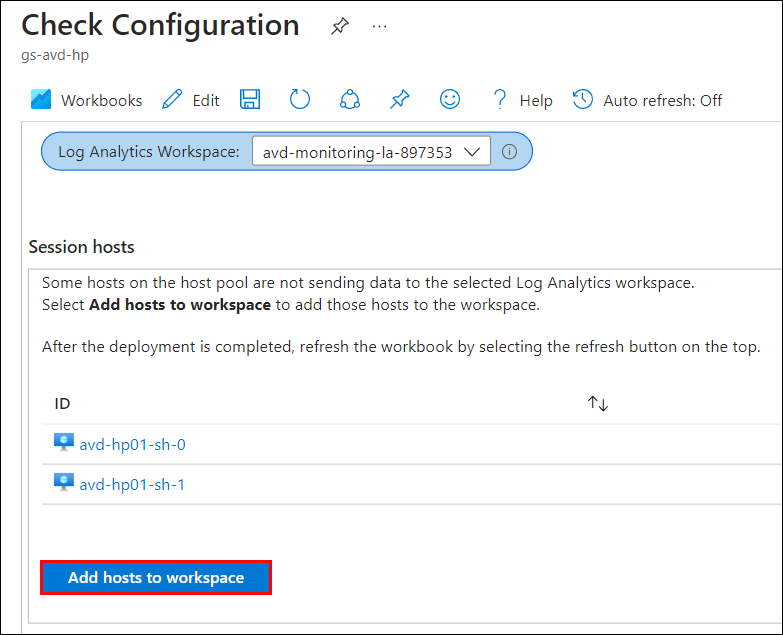 Check Configuration
...
gs-avd-hp
Workbooks Edit Help Auto refresh: Off
Log Analytics Workspace: avd-monitoring-la-897353
Session hosts
Some hosts on the host pool are not sending data to the selected Log Analytics workspace.
Select Add hosts to workspace to add those hosts to the workspace.
After the deployment is completed, refresh the workbook by selecting the refresh button on the top.
ID
avd-hp01-sh-0
avd-hp01-sh-1
Add hosts to workspace